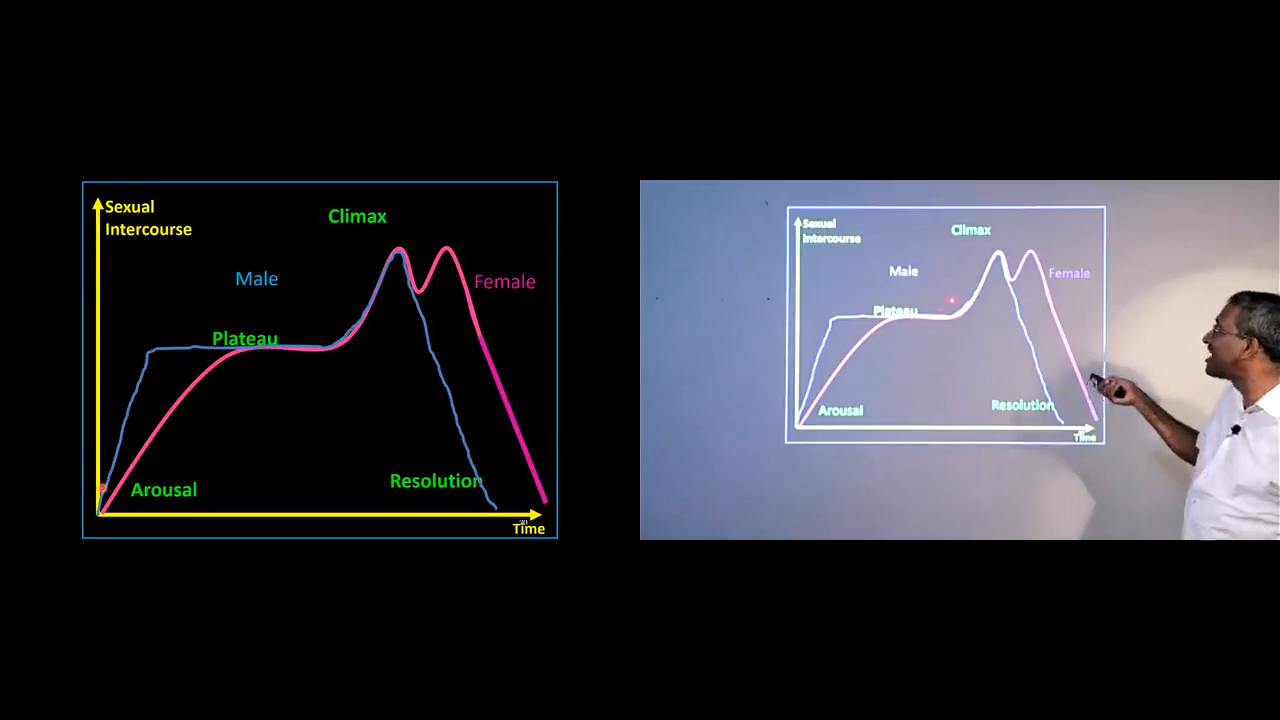 Sexual
Intercourse
Climax
Male
Female
Plateau
Arousal
Resolution
Time
Sexual
Intercourse
Climax
Male
Female
Plateau
Arousal
Resolution
Time